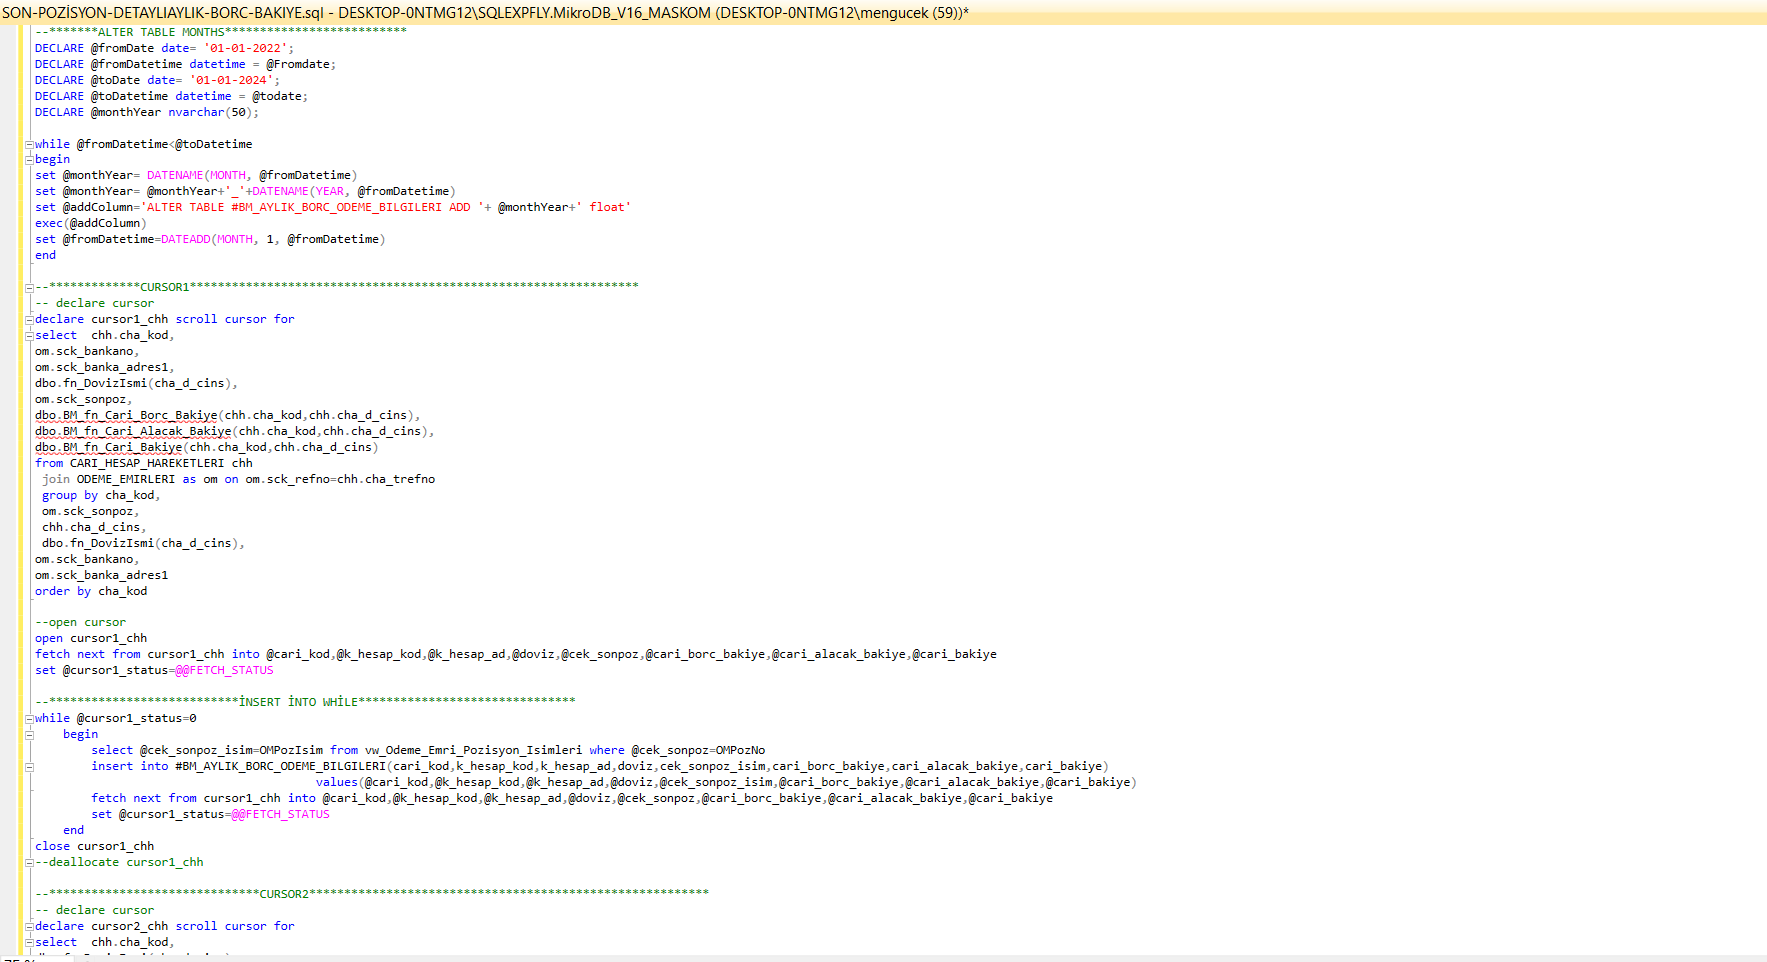 SON-POZİSYON-DETAYLIAYLIK-BORC-BAKIYE.sql - DESKTOP-0NTMG12\SQLEXPFLY.MikroDB_V16_MASKOM (DESKTOP-0NTMG12\mengucek (59))*
--*******ALTER TABLE MONTHS**************************
DECLARE @fromDate date= '01-01-2022';
DECLARE @fromDatetime datetime = @Fromdate;
DECLARE @toDate date= '01-01-2024';
DECLARE @toDatetime datetime = @todate;
DECLARE @monthYear nvarchar(50);
while @fromDatetime<@toDatetime
begin
set @monthYear= DATENAME(MONTH, @fromDatetime)
set @monthYear= @monthYear+'_'+DATENAME(YEAR, @fromDatetime)
set @addColumn='ALTER TABLE #BM_AYLIK_BORC_ODEME_BILGILERI ADD '+ @monthYear+' float'
exec(@addColumn)
set @fromDatetime=DATEADD(MONTH, 1, @fromDatetime)
end
--*************CURSOR1****************************************************************
-- declare cursor
declare cursor1_chh scroll cursor for
select  chh.cha_kod,
om.sck_bankano,
om.sck_banka_adres1,
dbo.fn_DovizIsmi(cha_d_cins),
om.sck_sonpoz,
dbo.BM_fn_Cari_Borc_Bakiye(chh.cha_kod,chh.cha_d_cins),
dbo.BM_fn_Cari_Alacak_Bakiye(chh.cha_kod,chh.cha_d_cins),
dbo.BM_fn_Cari_Bakiye(chh.cha_kod,chh.cha_d_cins)
from CARI_HESAP_HAREKETLERI chh
join ODEME_EMIRLERI as om on om.sck_refno=chh.cha_trefno
group by cha_kod,
om.sck_sonpoz,
chh.cha_d_cins,
dbo.fn_DovizIsmi(cha_d_cins),
om.sck_bankano,
om.sck_banka_adres1
order by cha_kod
--open cursor
open cursor1_chh
fetch next from cursor1_chh into @cari_kod,@k_hesap_kod,@k_hesap_ad,@doviz,@cek_sonpoz,@cari_borc_bakiye,@cari_alacak_bakiye,@cari_bakiye
set @cursor1_status=@@FETCH_STATUS
--***************************İNSERT İNTO WHİLE*******************************
while @cursor1_status=0
begin
select @cek_sonpoz_isim=OMPozIsim from vw_Odeme_Emri_Pozisyon_Isimleri where @cek_sonpoz=OMPozNo
insert into #BM_AYLIK_BORC_ODEME_BILGILERI(cari_kod,k_hesap_kod,k_hesap_ad,doviz,cek_sonpoz_isim,cari_borc_bakiye,cari_alacak_bakiye,cari_bakiye)
values(@cari_kod,@k_hesap_kod,@k_hesap_ad,@doviz,@cek_sonpoz_isim,@cari_borc_bakiye,@cari_alacak_bakiye,@cari_bakiye)
fetch next from cursor1_chh into @cari_kod,@k_hesap_kod,@k_hesap_ad,@doviz,@cek_sonpoz,@cari_borc_bakiye,@cari_alacak_bakiye,@cari_bakiye
set @cursor1_status=@@FETCH_STATUS
end
close cursor1_chh
--deallocate cursor1_chh
--******************************CURSOR2*********************************************************
-- declare cursor
declare cursor2_chh scroll cursor for
select  chh.cha_kod,